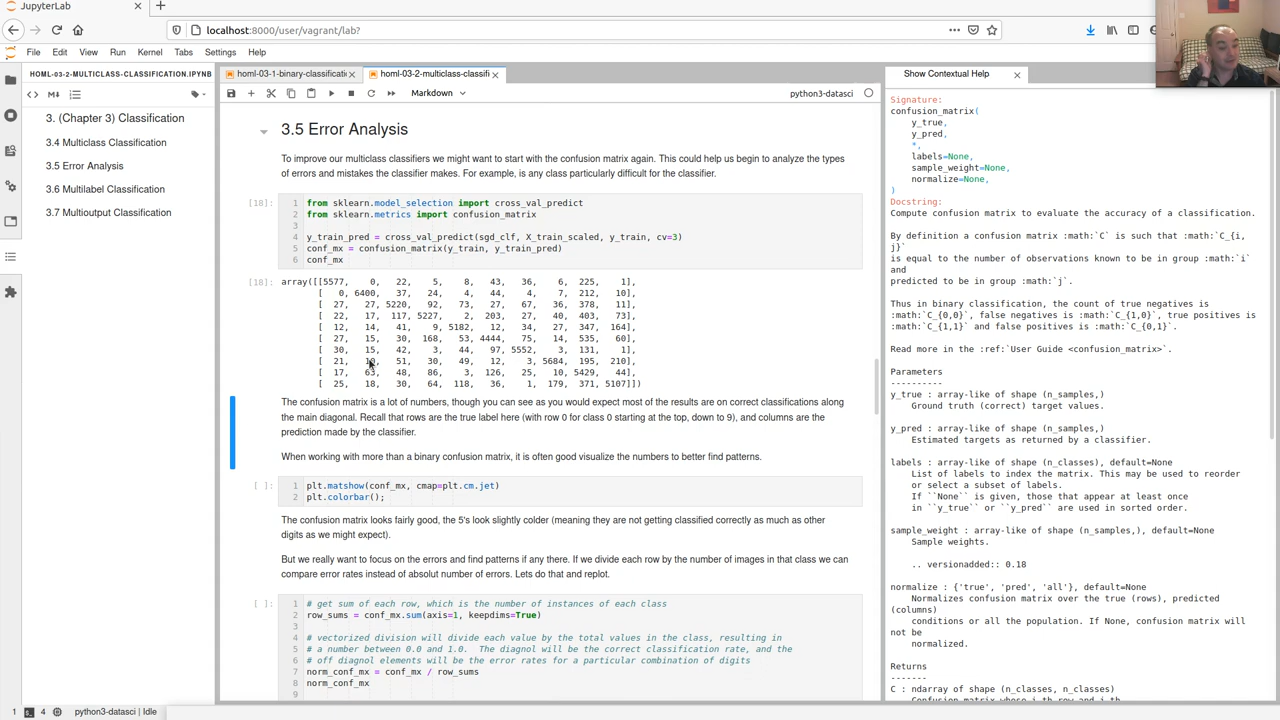 JupyterLab
https://localhost:8000/user/vagrant/lab?
File Edit View Run Kernel Tabs Settings Help
HOML-03-2-MULTICLASS-CLASSIFICATION.IPYNB
3. (Chapter 3) Classification
3.4 Multiclass Classification
3.5 Error Analysis
3.6 Multilabel Classification
3.7 Multioutput Classification
homl-03-1-binary-classificati
homl-03-2-multiclass-classifi
Markdown
python3-datasci
3.5 Error Analysis
To improve our multiclass classifiers we might want to start with the confusion matrix again. This could help us begin to analyze the types
of errors and mistakes the classifier makes. For example, is any class particularly difficult for the classifier.
[18]:
1 from sklearn.model_selection import cross_val_predict
2 from sklearn.metrics import confusion_matrix
3
4 y_train_pred = cross_val_predict(sgd_clf, X_train_scaled, y_train, cv=3)
5 conf_mx = confusion_matrix(y_train, y_train_pred)
6 conf_mx
[18]: array([[5577, 0, 22, 5, 8, 43, 36, 6, 225, 1],
[ 0, 6400, 37, 24, 4, 44, 4, 7, 212, 10],
[ 27, 27, 5220, 92, 73, 27, 67, 36, 378, 11],
[ 22, 17, 117, 5227, 2, 203, 27, 40, 403, 73],
[ 12, 14, 41, 9, 5182, 12, 34, 27, 347, 164],
[ 27, 15, 30, 168, 53, 4444, 75, 14, 535, 60],
[ 30, 15, 42, 3, 44, 97, 5552, 3, 131, 1],
[ 21, 51, 30, 49, 12, 3, 5684, 195, 210],
[ 17, 63, 48, 86, 3, 126, 25, 10, 5429, 44],
[ 25, 18, 30, 64, 118, 36, 1, 179, 371, 5107]])
The confusion matrix is a lot of numbers, though you can see as you would expect most of the results are on correct classifications along
the main diagonal. Recall that rows are the true label here (with row 0 for class 0 starting at the top, down to 9), and columns are the
prediction made by the classifier.
When working with more than a binary confusion matrix, it is often good visualize the numbers to better find patterns.
[ ]:
1 plt.matshow(conf_mx, cmap=plt.cm.jet)
2 plt.colorbar();
The confusion matrix looks fairly good, the 5's look slightly colder (meaning they are not getting classified correctly as much as other
digits as we might expect).
But we really want to focus on the errors and find patterns if any there. If we divide each row by the number of images in that class we can
compare error rates instead of absolut number of errors. Lets do that and replot.
[ ]:
1 # get sum of each row, which is the number of instances of each class
2 row_sums = conf_mx.sum(axis=1, keepdims=True)
3
4 # vectorized division will divide each value by the total values in the class, resulting in
5 # a number between 0.0 and 1.0. The diagnol will be the correct classification rate, and the
6 # off diagnol elements will be the error rates for a particular combination of digits
7 norm_conf_mx = conf_mx / row_sums
8 norm_conf_mx
9
Show Contextual Help
Signature:
confusion_matrix(
y_true,
y_pred,
*,
labels=None,
sample_weight=None,
normalize=None,
)
Docstring:
Compute confusion matrix to evaluate the accuracy of a classification.
By definition a confusion matrix :math:`C` is such that :math:`C_{i,
j}`
is equal to the number of observations known to be in group :math:`i`
and
predicted to be in group :math:`j`.
Thus in binary classification, the count of true negatives is
:math:`C_{0,0}`, false negatives is :math:`C_{1,0}`, true positives is
:math:`C_{1,1}` and false positives is :math:`C_{0,1}`.
Read more in the :ref:`User Guide <confusion_matrix>`.
Parameters
----------
y_true : array-like of shape (n_samples,)
Ground truth (correct) target values.
y_pred : array-like of shape (n_samples,)
Estimated targets as returned by a classifier.
labels : array-like of shape (n_classes), default=None
List of labels to index the matrix. This may be used to reorder
or select a subset of labels.
If ``None`` is given, those that appear at least once
in ``y_true`` or ``y_pred`` are used in sorted order.
sample_weight : array-like of shape (n_samples,), default=None
Sample weights.
.. versionadded:: 0.18
normalize : {'true', 'pred', 'all'}, default=None
Normalizes confusion matrix over the true (rows), predicted
(columns)
conditions or all the population. If None, confusion matrix will
not be
normalized.
Returns
-------
C : ndarray of shape (n_classes, n_classes)
1 4 python3-datasci | Idle